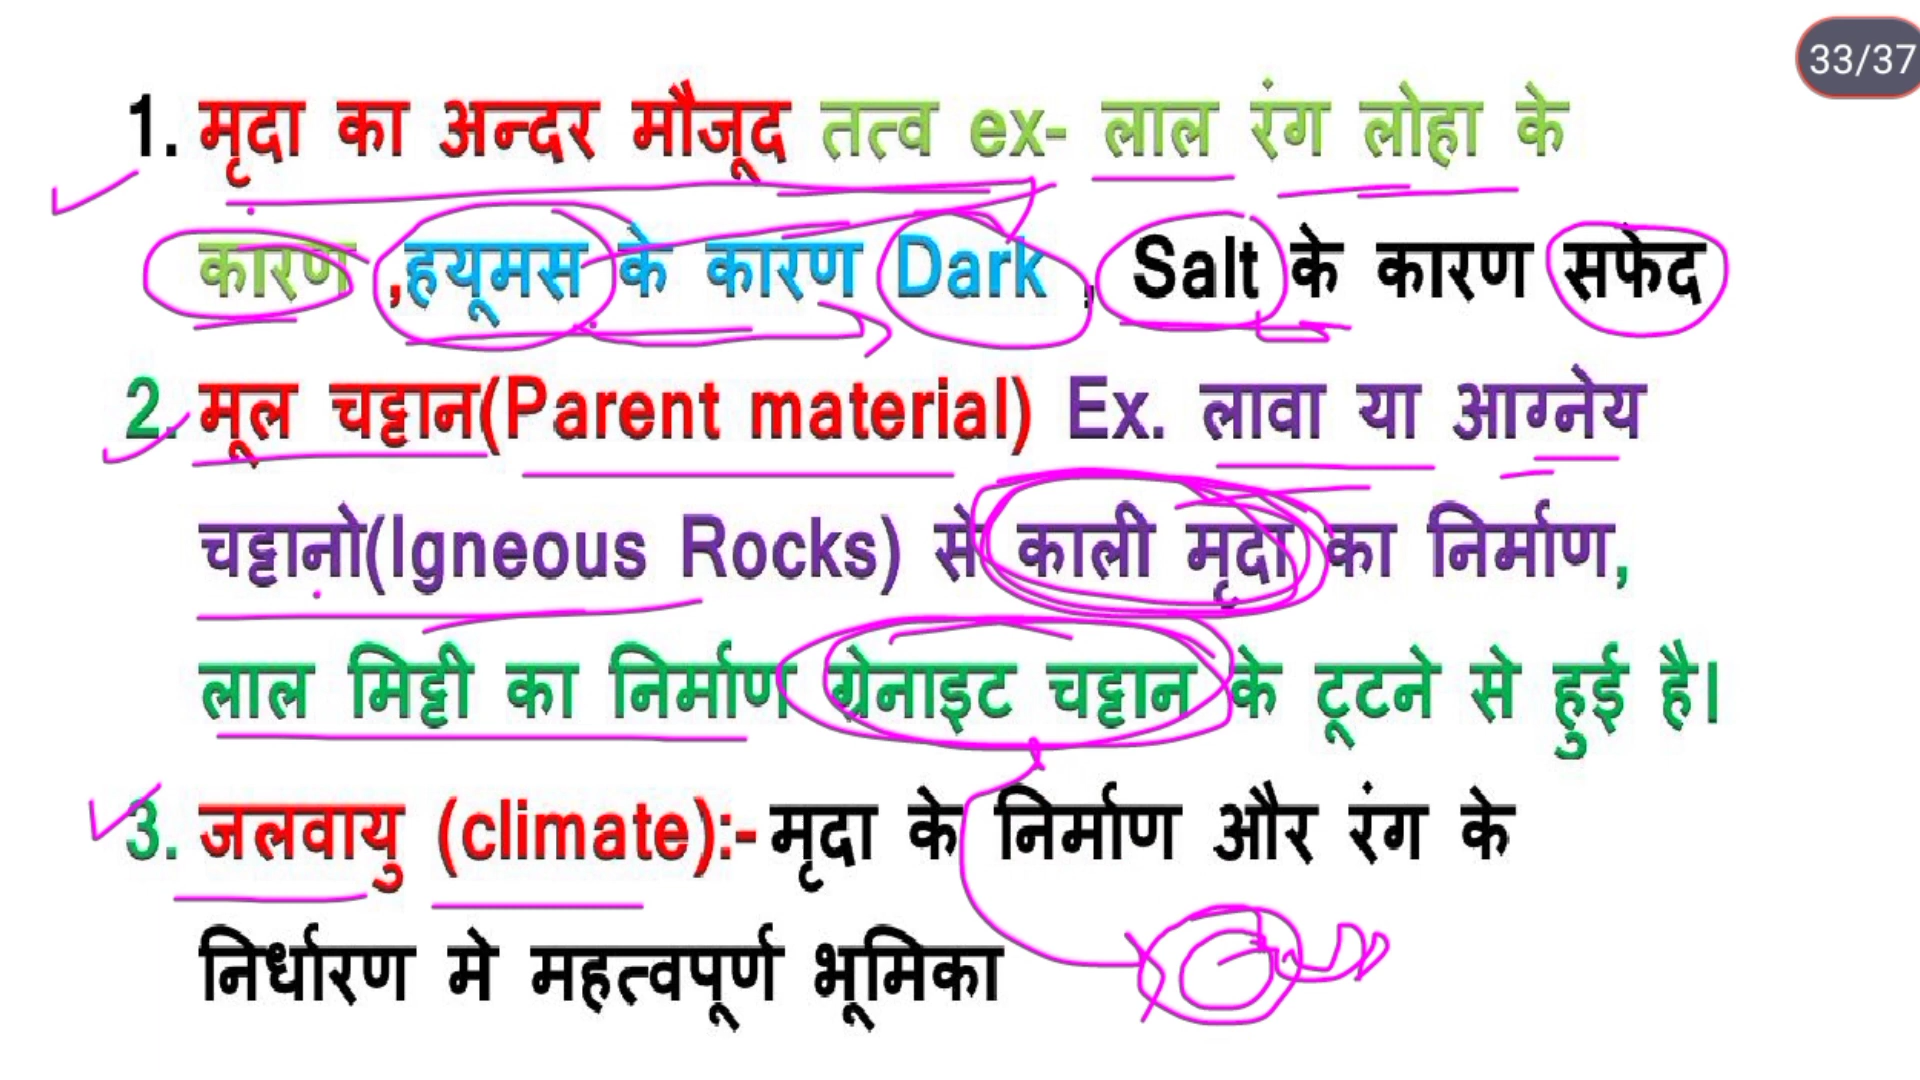 33/37
1. मृदा का अन्दर मौजूद तत्व ex- लाल रंग लोहा के
कारण ,हयूमस के कारण Dark , Salt के कारण सफेद
2. मूल चट्टान(Parent material) Ex. लावा या आग्नेय
चट्टानो(Igneous Rocks) से काली मृदा का निर्माण,
लाल मिट्टी का निर्माण ग्रेनाइट चट्टान के टूटने से हुई है।
3. जलवायु (climate):- मृदा के निर्माण और रंग के
निर्धारण मे महत्वपूर्ण भूमिका